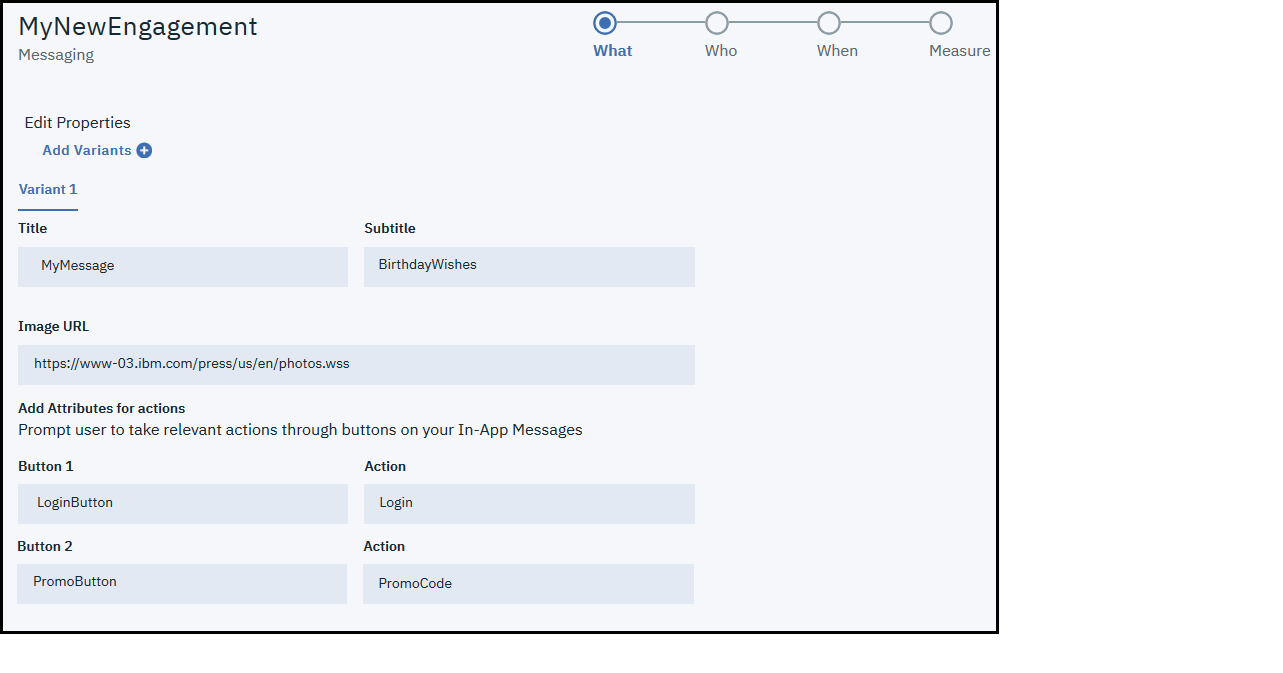 MyNewEngagement
Messaging
What Who When Measure
Edit Properties
Add Variants
Variant 1
Title Subtitle
MyMessage BirthdayWishes
Image URL
https://www-03.ibm.com/press/us/en/photos.wss
Add Attributes for actions
Prompt user to take relevant actions through buttons on your In-App Messages
Button 1 Action
LoginButton Login
Button 2 Action
PromoButton PromoCode